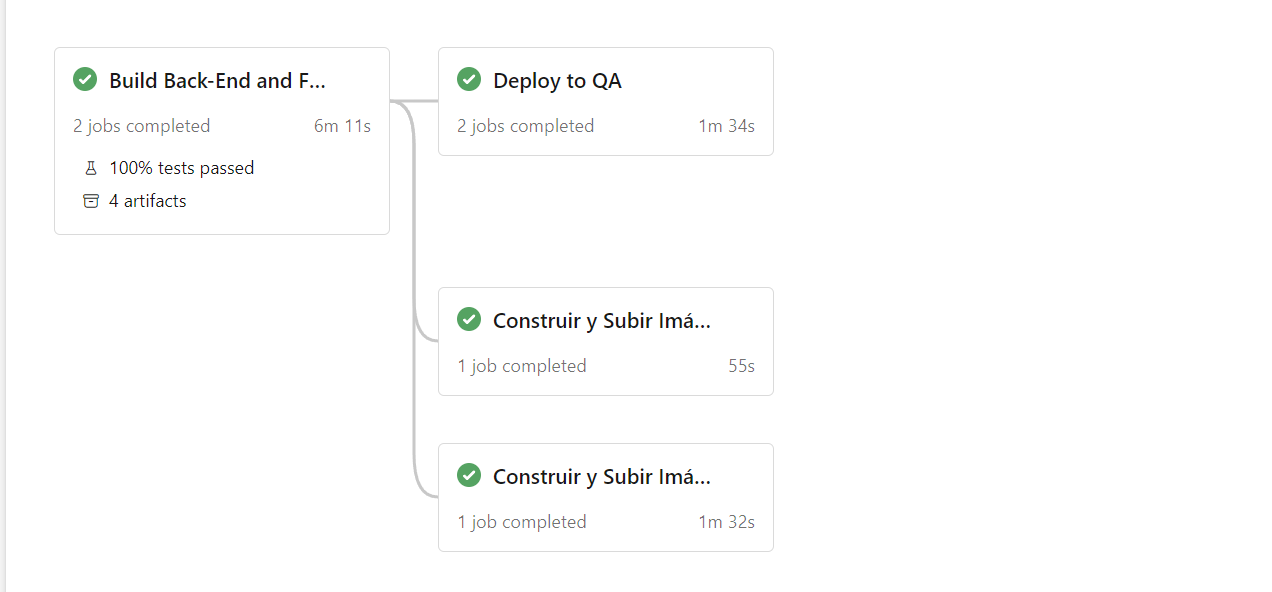 Build Back-End and F...
2 jobs completed 6m 11s
100% tests passed
4 artifacts
Deploy to QA
2 jobs completed 1m 34s
Construir y Subir Imá...
1 job completed 55s
Construir y Subir Imá...
1 job completed 1m 32s